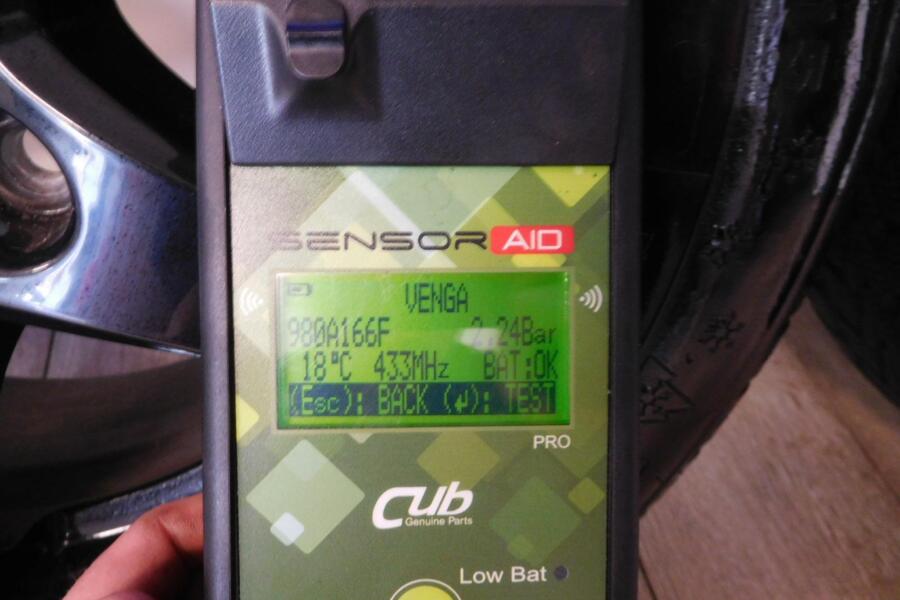 SENSOR AID
VENGA
980A166F 2.24Bar
18°C 433MHz BAT:OK
(Esc): BACK (↵): TEST
PRO
Cub
Genuine Parts
Low Bat